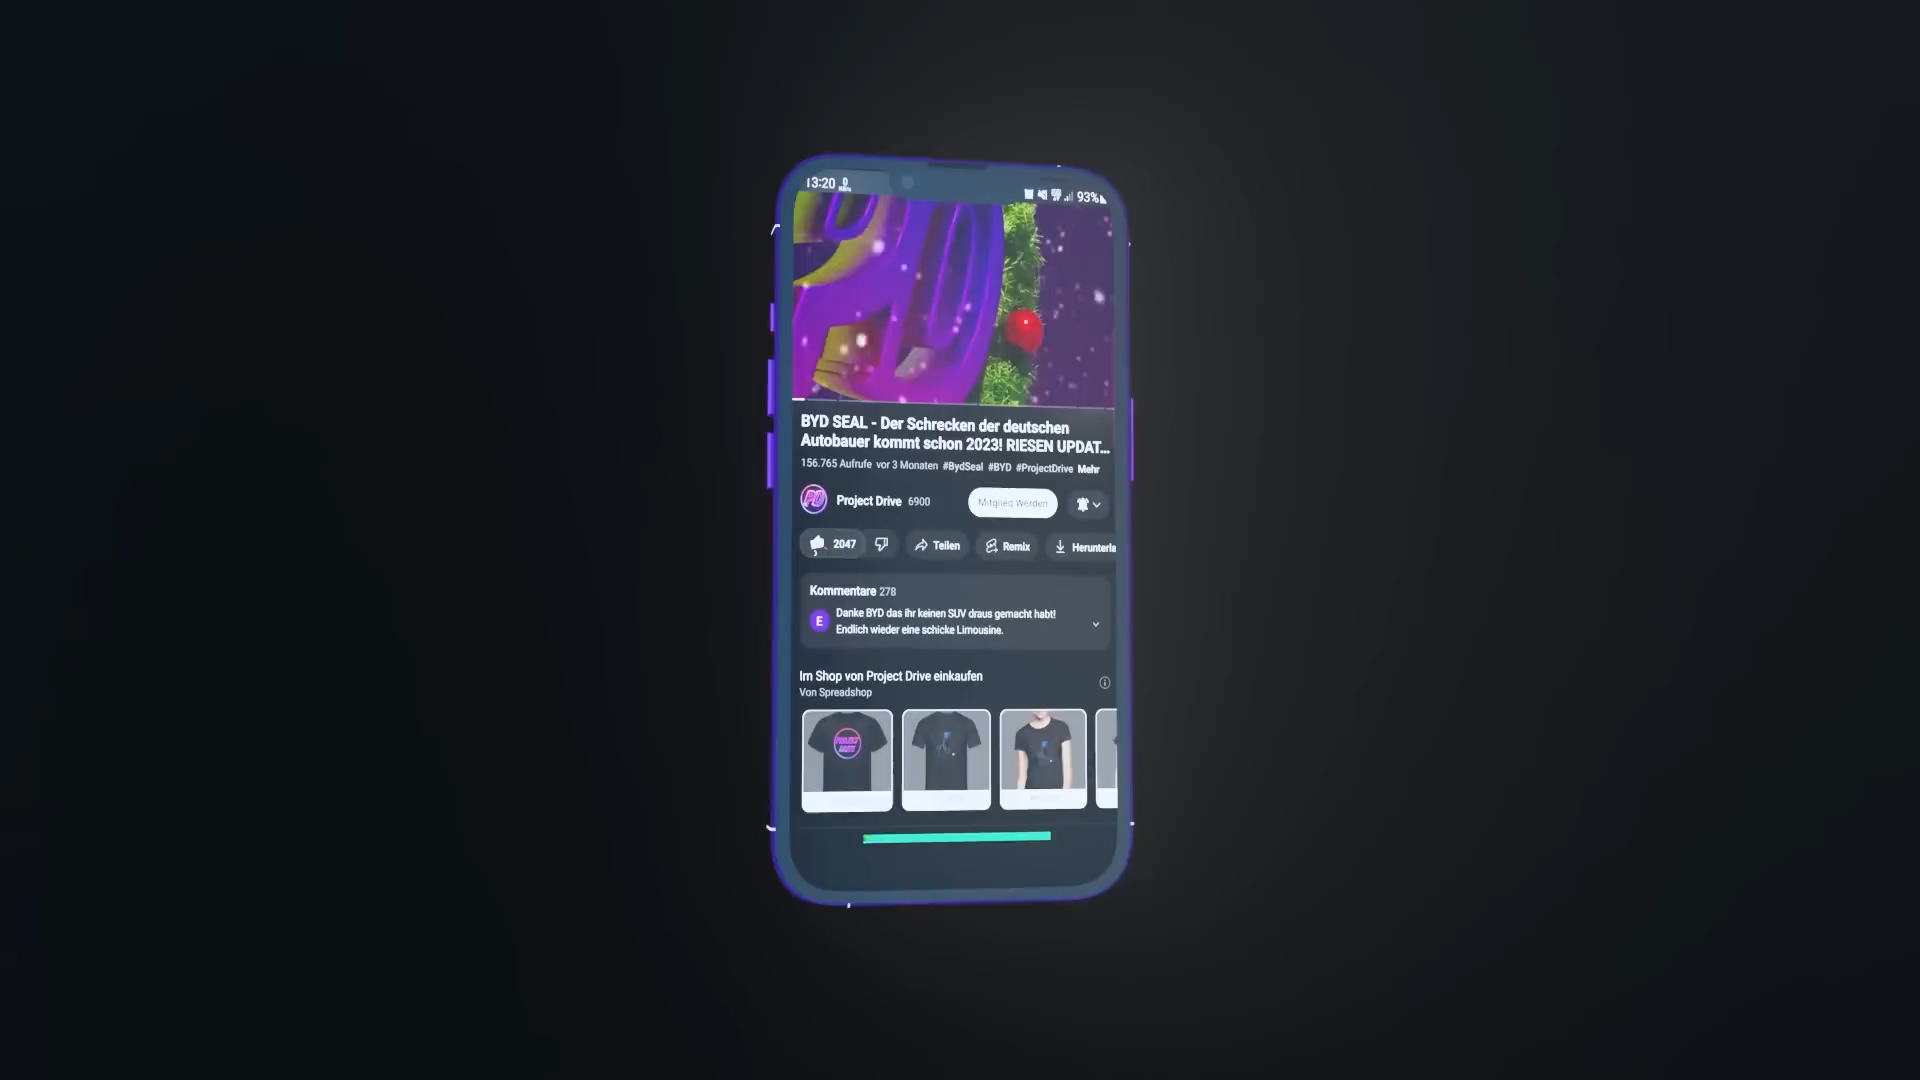 13:20
93%
BYD SEAL - Der Schrecken der deutschen
Autobauer kommt schon 2023! RIESEN UPDAT...
156.765 Aufrufe vor 3 Monaten #BydSeal #BYD #ProjectDrive Mehr
PD
Project Drive 6900
Mitglied Werden
2047
Teilen
Remix
Herunterla
Kommentare 278
E
Danke BYD das ihr keinen SUV draus gemacht habt!
Endlich wieder eine schicke Limousine.
Im Shop von Project Drive einkaufen
Von Spreadshop